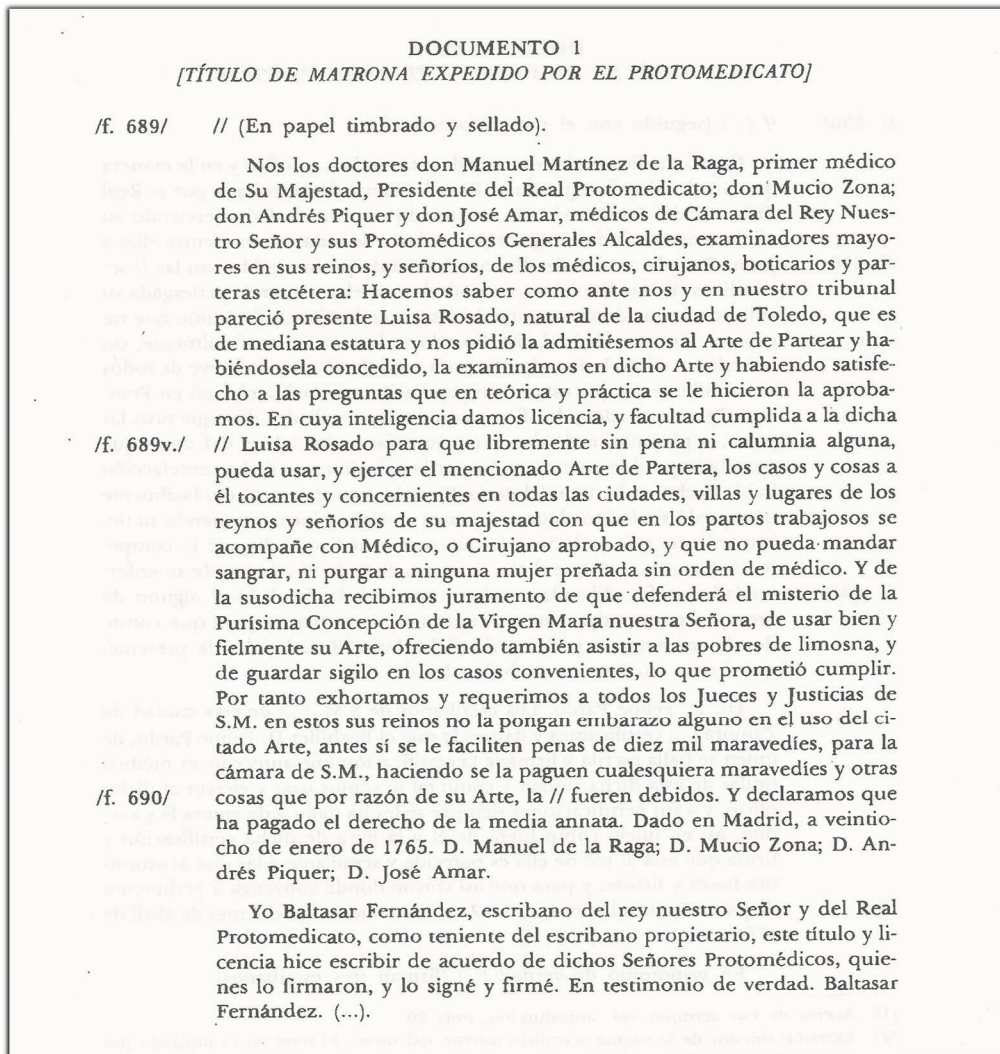 DOCUMENTO 1
[TÍTULO DE MATRONA EXPEDIDO POR EL PROTOMEDICATO]
/f. 689/ // (En papel timbrado y sellado).
Nos los doctores don Manuel Martínez de la Raga, primer médico
de Su Majestad, Presidente del Real Protomedicato; don Mucio Zona;
don Andrés Piquer y don José Amar, médicos de Cámara del Rey Nues-
tro Señor y sus Protomédicos Generales Alcaldes, examinadores mayo-
res en sus reinos, y señoríos, de los médicos, cirujanos, boticarios y par-
teras etcétera: Hacemos saber como ante nos y en nuestro tribunal
pareció presente Luisa Rosado, natural de la ciudad de Toledo, que es
de mediana estatura y nos pidió la admitiésemos al Arte de Partear y ha-
biéndosela concedido, la examinamos en dicho Arte y habiendo satisfe-
cho a las preguntas que en teórica y práctica se le hicieron la aproba-
mos. En cuya inteligencia damos licencia, y facultad cumplida a la dicha
/f. 689v./ // Luisa Rosado para que libremente sin pena ni calumnia alguna,
pueda usar, y ejercer el mencionado Arte de Partera, los casos y cosas a
él tocantes y concernientes en todas las ciudades, villas y lugares de los
reynos y señoríos de su majestad con que en los partos trabajosos se
acompañe con Médico, o Cirujano aprobado, y que no pueda mandar
sangrar, ni purgar a ninguna mujer preñada sin orden de médico. Y de
la susodicha recibimos juramento de que defenderá el misterio de la
Purísima Concepción de la Virgen María nuestra Señora, de usar bien y
fielmente su Arte, ofreciendo también asistir a las pobres de limosna, y
de guardar sigilo en los casos convenientes, lo que prometió cumplir.
Por tanto exhortamos y requerimos a todos los Jueces y Justicias de
S.M. en estos sus reinos no la pongan embarazo alguno en el uso del ci-
tado Arte, antes sí se le faciliten penas de diez mil maravedíes, para la
cámara de S.M., haciendo se la paguen cualesquiera maravedíes y otras
/f. 690/ cosas que por razón de su Arte, la // fueren debidos. Y declaramos que
ha pagado el derecho de la media anata. Dado en Madrid, a veintio-
cho de enero de 1765. D. Manuel de la Raga; D. Mucio Zona; D. An-
drés Piquer; D. José Amar.
Yo Baltasar Fernández, escribano del rey nuestro Señor y del Real
Protomedicato, como teniente del escribano propietario, este título y li-
cencia hice escribir de acuerdo de dichos Señores Protomédicos, quie-
nes lo firmaron, y lo signé y firmé. En testimonio de verdad. Baltasar
Fernández. (...).